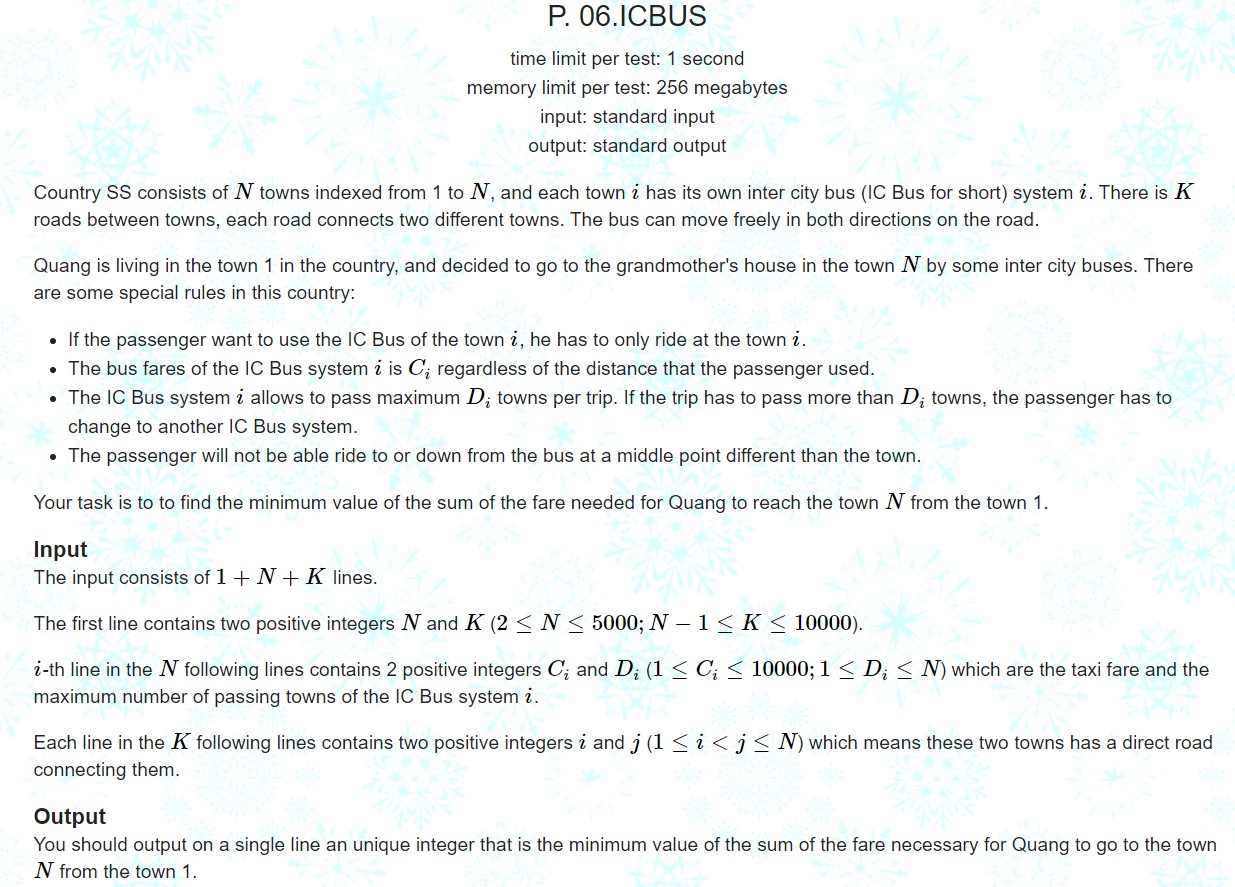 P. 06.ICBUS
time limit per test: 1 second
memory limit per test: 256 megabytes
input: standard input
output: standard output
Country SS consists of N towns indexed from 1 to N, and each town i has its own inter city bus (IC Bus for short) system i. There is K
roads between towns, each road connects two different towns. The bus can move freely in both directions on the road.
Quang is living in the town 1 in the country, and decided to go to the grandmother's house in the town N by some inter city buses. There
are some special rules in this country:
• If the passenger want to use the IC Bus of the town i, he has to only ride at the town i.
• The bus fares of the IC Bus system i is C_i regardless of the distance that the passenger used.
• The IC Bus system i allows to pass maximum D_i towns per trip. If the trip has to pass more than D_i towns, the passenger has to
change to another IC Bus system.
• The passenger will not be able ride to or down from the bus at a middle point different than the town.
Your task is to to find the minimum value of the sum of the fare needed for Quang to reach the town N from the town 1.
Input
The input consists of 1 + N + K lines.
The first line contains two positive integers N and K (2 ≤ N ≤ 5000; N − 1 ≤ K ≤ 10000).
i-th line in the N following lines contains 2 positive integers C_i and D_i (1 ≤ C_i ≤ 10000; 1 ≤ D_i ≤ N) which are the taxi fare and the
maximum number of passing towns of the IC Bus system i.
Each line in the K following lines contains two positive integers i and j (1 ≤ i < j ≤ N) which means these two towns has a direct road
connecting them.
Output
You should output on a single line an unique integer that is the minimum value of the sum of the fare necessary for Quang to go to the town
N from the town 1.